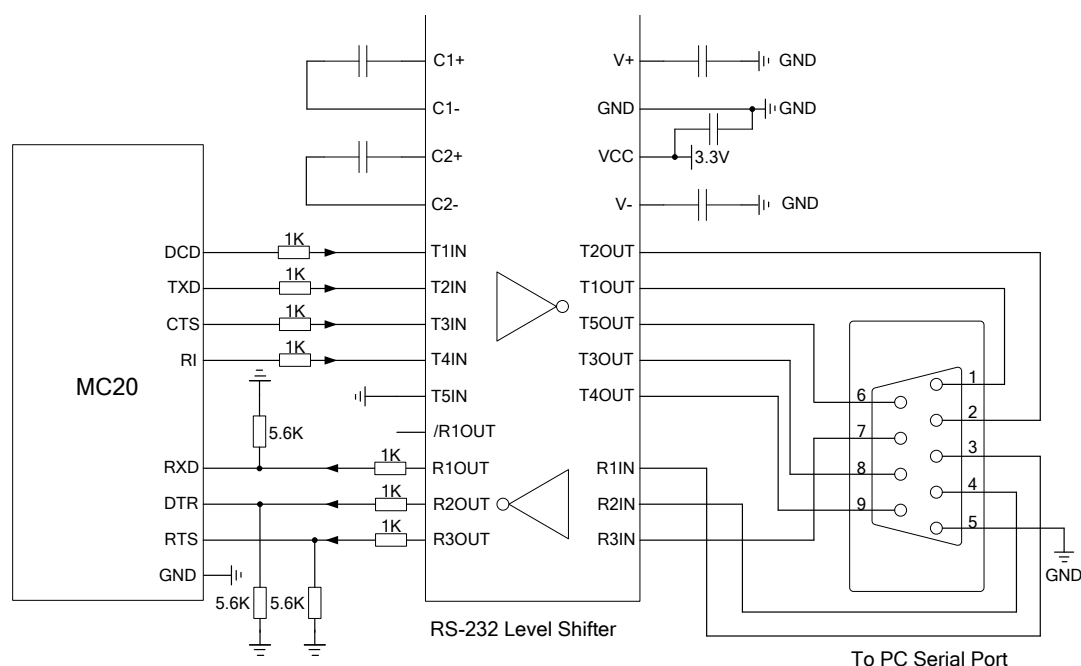 C1+
V+
GND
C1-
GND
GND
C2+
VCC
3.3V
C2-
V-
GND
DCD
1K
T1IN
T2OUT
TXD
1K
T2IN
T1OUT
CTS
1K
T3IN
T5OUT
RI
1K
T4IN
T3OUT
MC20
T5IN
T4OUT
/R1OUT
5.6K
RXD
1K
R1OUT
R1IN
DTR
1K
R2OUT
R2IN
RTS
1K
R3OUT
R3IN
GND
5.6K
5.6K
1
6
2
7
3
8
4
9
5
GND
RS-232 Level Shifter
To PC Serial Port